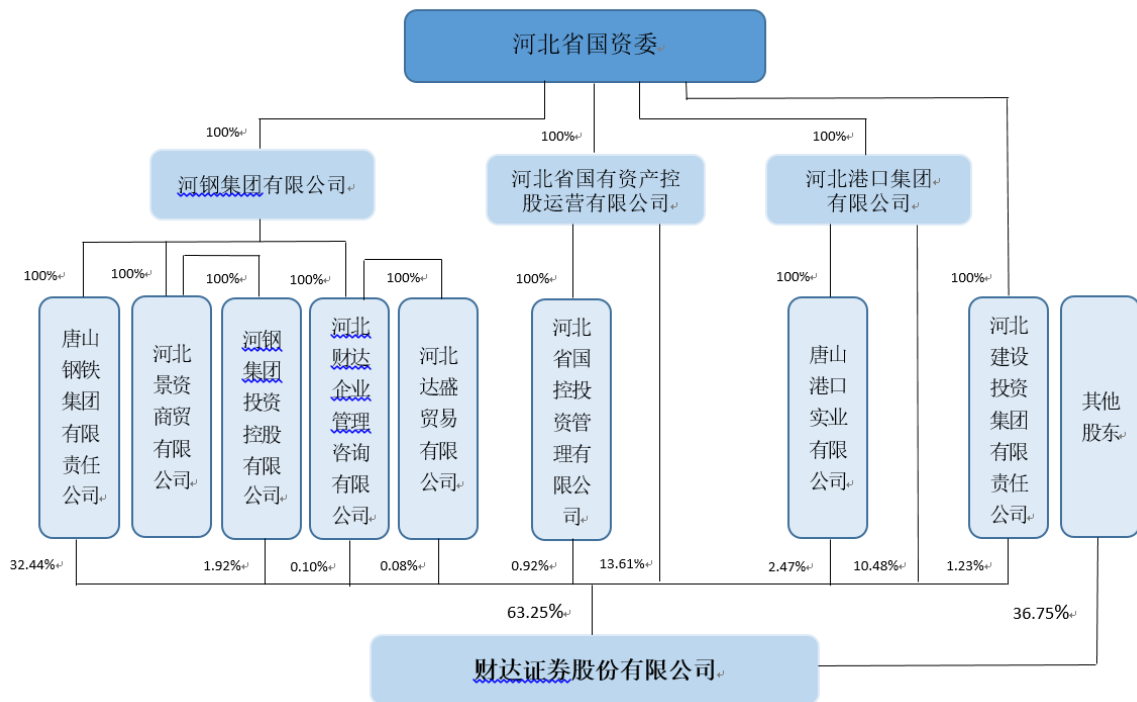 河北省国资委
100%
100%
100%
河钢集团有限公司
河北省国有资产控
股运营有限公司
河北港口集团
有限公司
100%
100%
100%
100%
100%
100%
100%
100%
唐山
钢铁
集团
有限
责任
公司
河北
景资
商贸
有限
公司
河钢
集团
投资
控股
有限
公司
河北
财达
企业
管理
咨询
有限
公司
河北
达盛
贸易
有限
公司
河北
省国
控投
资管
理有
限公
司
唐山
港口
实业
有限
公司
河北
建设
投资
集团
有限
责任
公司
其他
股东
32.44%
1.92%
0.10%
0.08%
0.92%
13.61%
2.47%
10.48%
1.23%
63.25%
36.75%
财达证券股份有限公司